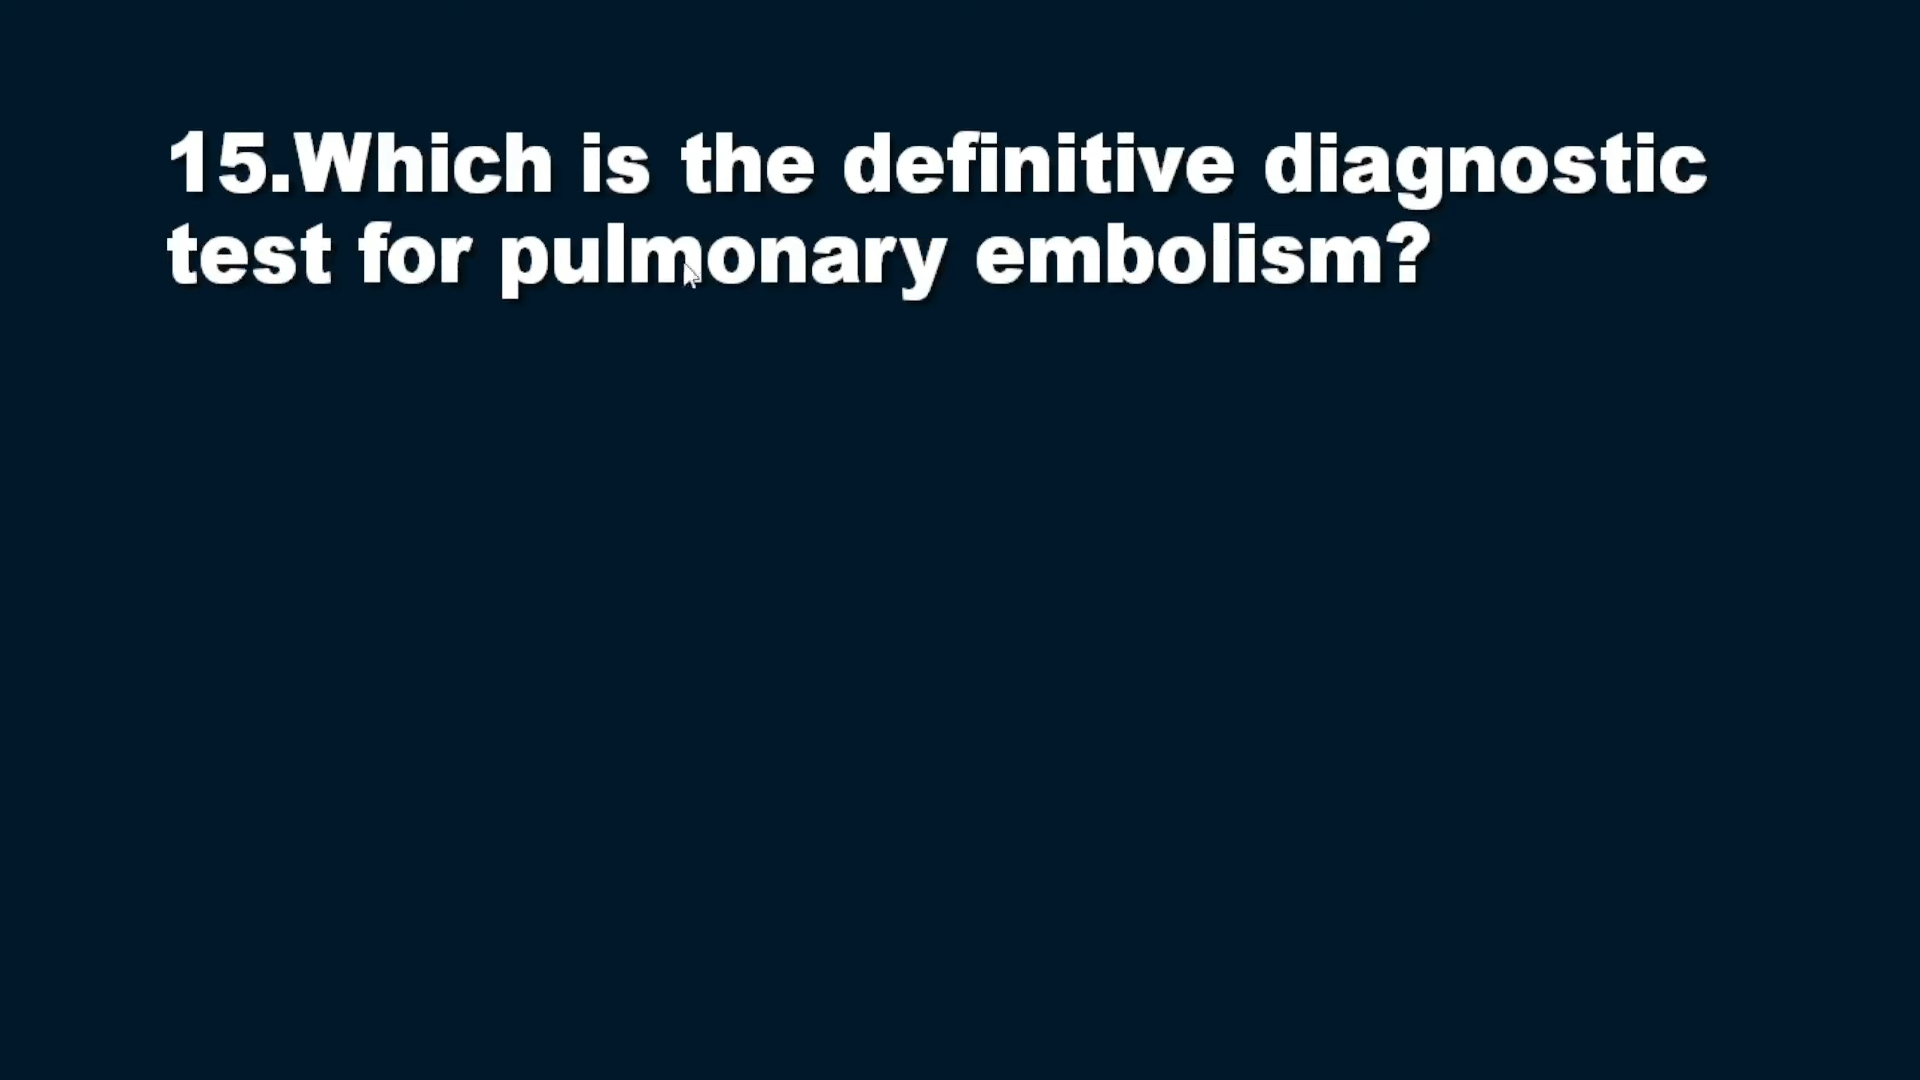 15.Which is the definitive diagnostic
test for pulmonary embolism?